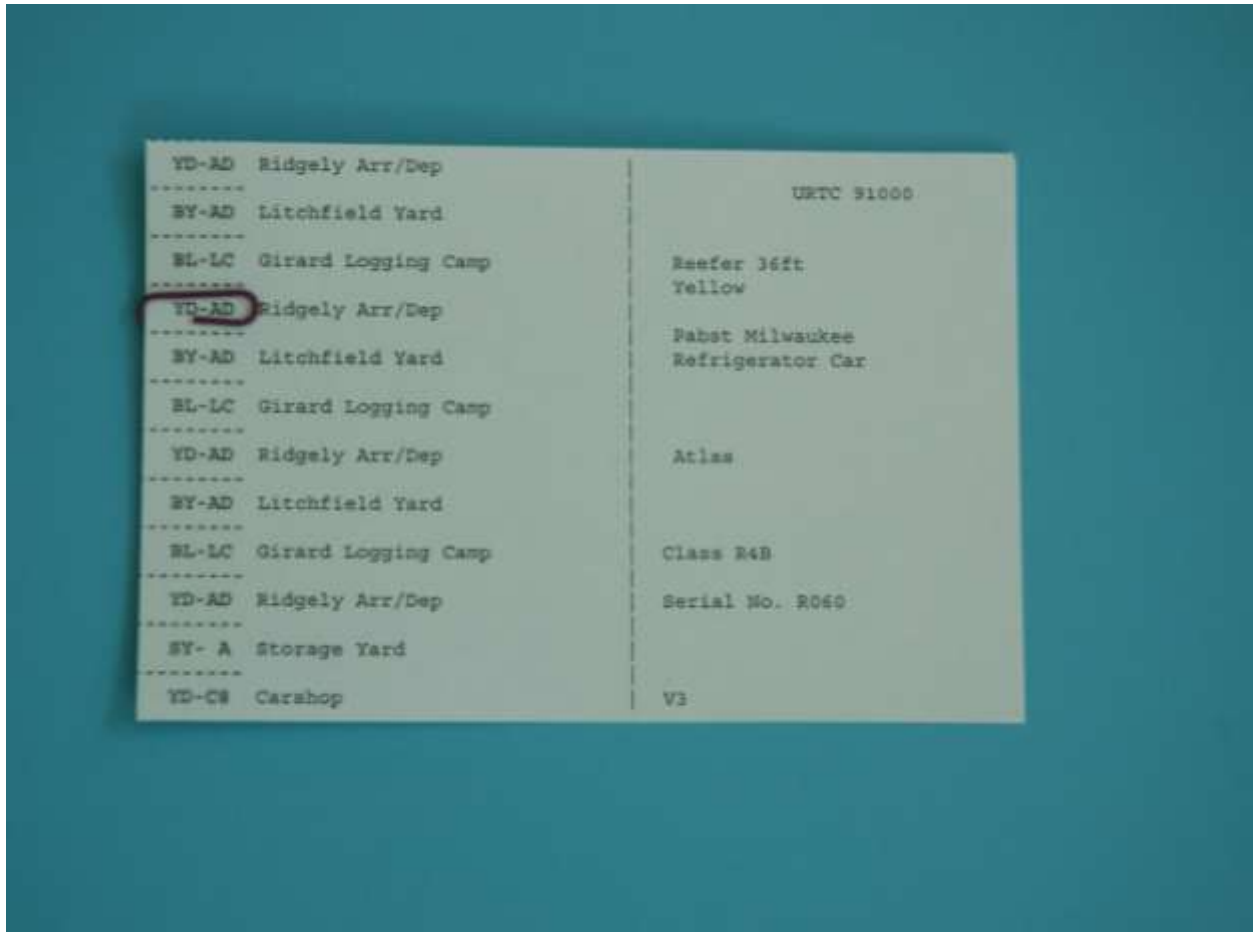 YD-AD Ridgely Arr/Dep
BY-AD Litchfield Yard
BL-LC Girard Logging Camp
YD-AD Ridgely Arr/Dep
BY-AD Litchfield Yard
BL-LC Girard Logging Camp
YD-AD Ridgely Arr/Dep
BY-AD Litchfield Yard
BL-LC Girard Logging Camp
YD-AD Ridgely Arr/Dep
SY- A Storage Yard
YD-CS Carshop
URTC 91000
Reefer 36ft
Yellow
Pabst Milwaukee
Refrigerator Car
Atlas
Class R4B
Serial No. R060
V3